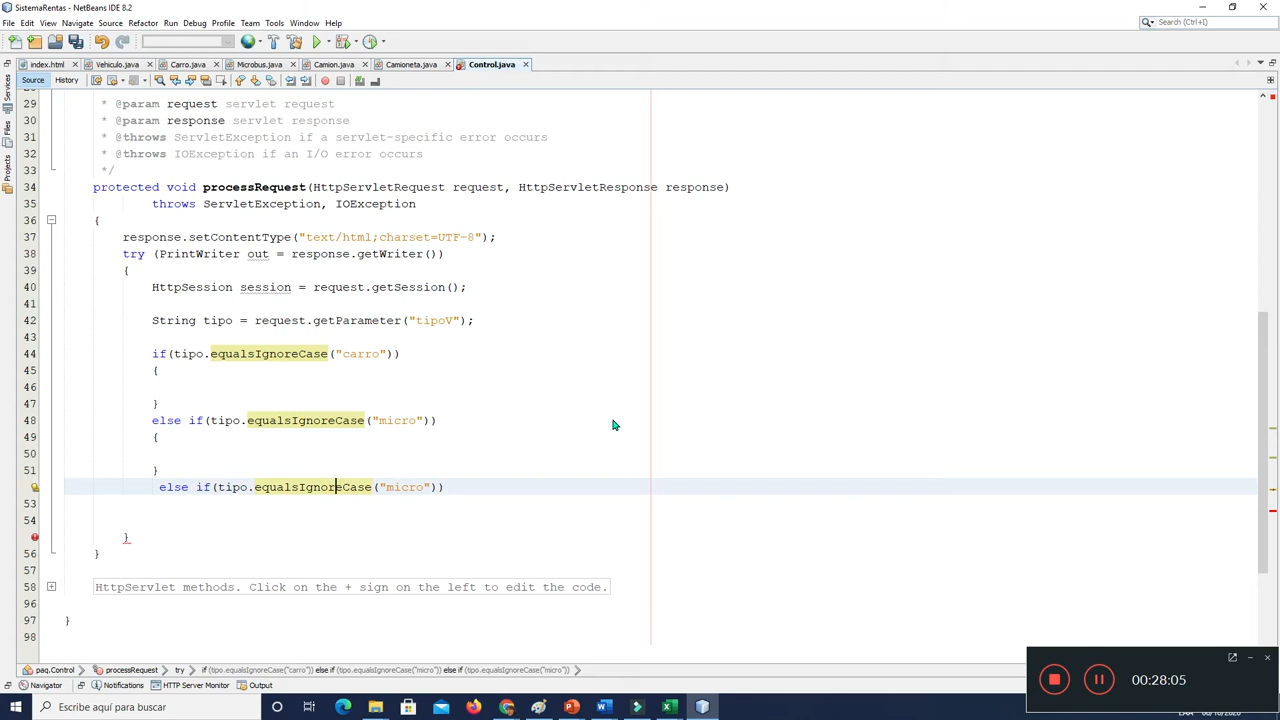 SistemaRentas - NetBeans IDE 8.2
File Edit View Navigate Source Refactor Run Debug Profile Team Tools Window Help
Search (Ctrl+I)
index.html Vehiculo.java Carro.java Microbus.java Camion.java Camioneta.java Control.java
Source History
Services
Files
Projects
29 * @param request servlet request
30 * @param response servlet response
31 * @throws ServletException if a servlet-specific error occurs
32 * @throws IOException if an I/O error occurs
33 */
34 protected void processRequest(HttpServletRequest request, HttpServletResponse response)
35 throws ServletException, IOException
36 {
37 response.setContentType("text/html;charset=UTF-8");
38 try (PrintWriter out = response.getWriter())
39 {
40 HttpSession session = request.getSession();
41
42 String tipo = request.getParameter("tipoV");
43
44 if(tipo.equalsIgnoreCase("carro"))
45 {
46
47 }
48 else if(tipo.equalsIgnoreCase("micro"))
49 {
50
51 }
else if(tipo.equalsIgnoreCase("micro"))
53
54
}
56 }
57
58 HttpServlet methods. Click on the + sign on the left to edit the code.
96
97 }
98
paq.Control processRequest try if (tipo.equalsIgnoreCase("carro")) else if (tipo.equalsIgnoreCase("micro")) else if (tipo.equalsIgnoreCase("micro"))
Navigator Notifications HTTP Server Monitor Output
00:28:05
Escribe aquí para buscar